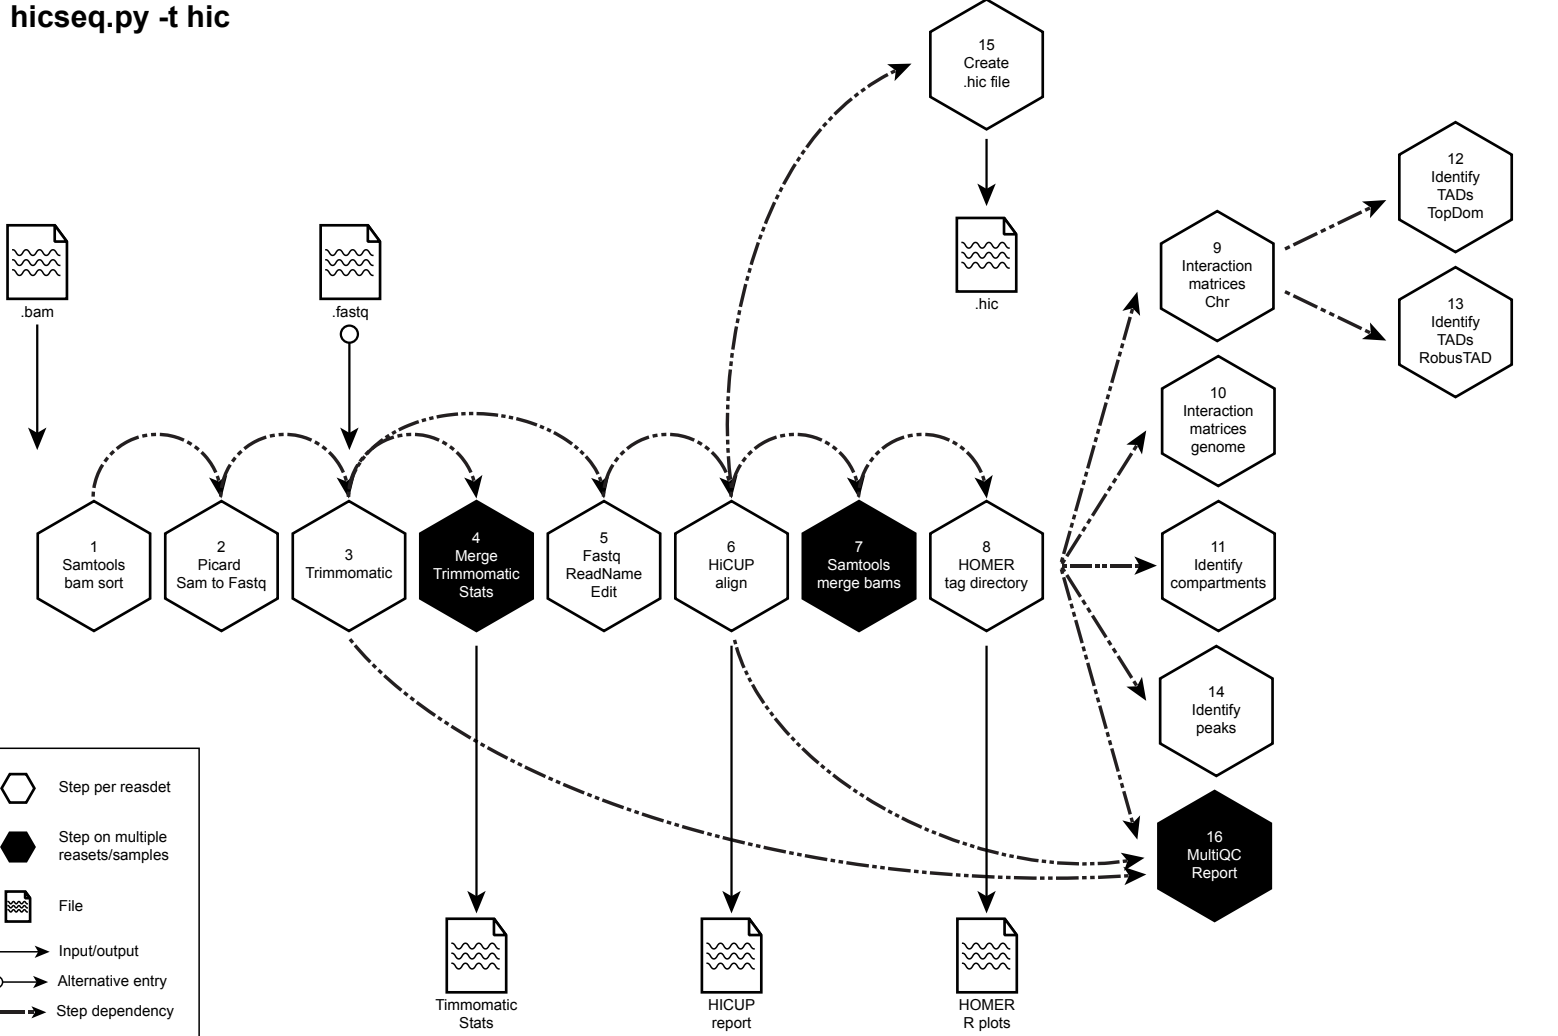 hicseq.py -t hic
15
Create
.hic file
12
Identify
TADs
TopDom
.bam
.fastq
.hic
9
Interaction
matrices
Chr
13
Identify
TADs
RobusTAD
10
Interaction
matrices
genome
1
Samtools
bam sort
2
Picard
Sam to Fastq
3
Trimmomatic
4
Merge
Trimmomatic
Stats
5
Fastq
ReadName
Edit
6
HiCUP
align
7
Samtools
merge bams
8
HOMER
tag directory
11
Identify
compartments
14
Identify
peaks
16
MultiQC
Report
Step per reasdet
Step on multiple
reasets/samples
File
Input/output
Alternative entry
Step dependency
Timmomatic
Stats
HICUP
report
HOMER
R plots